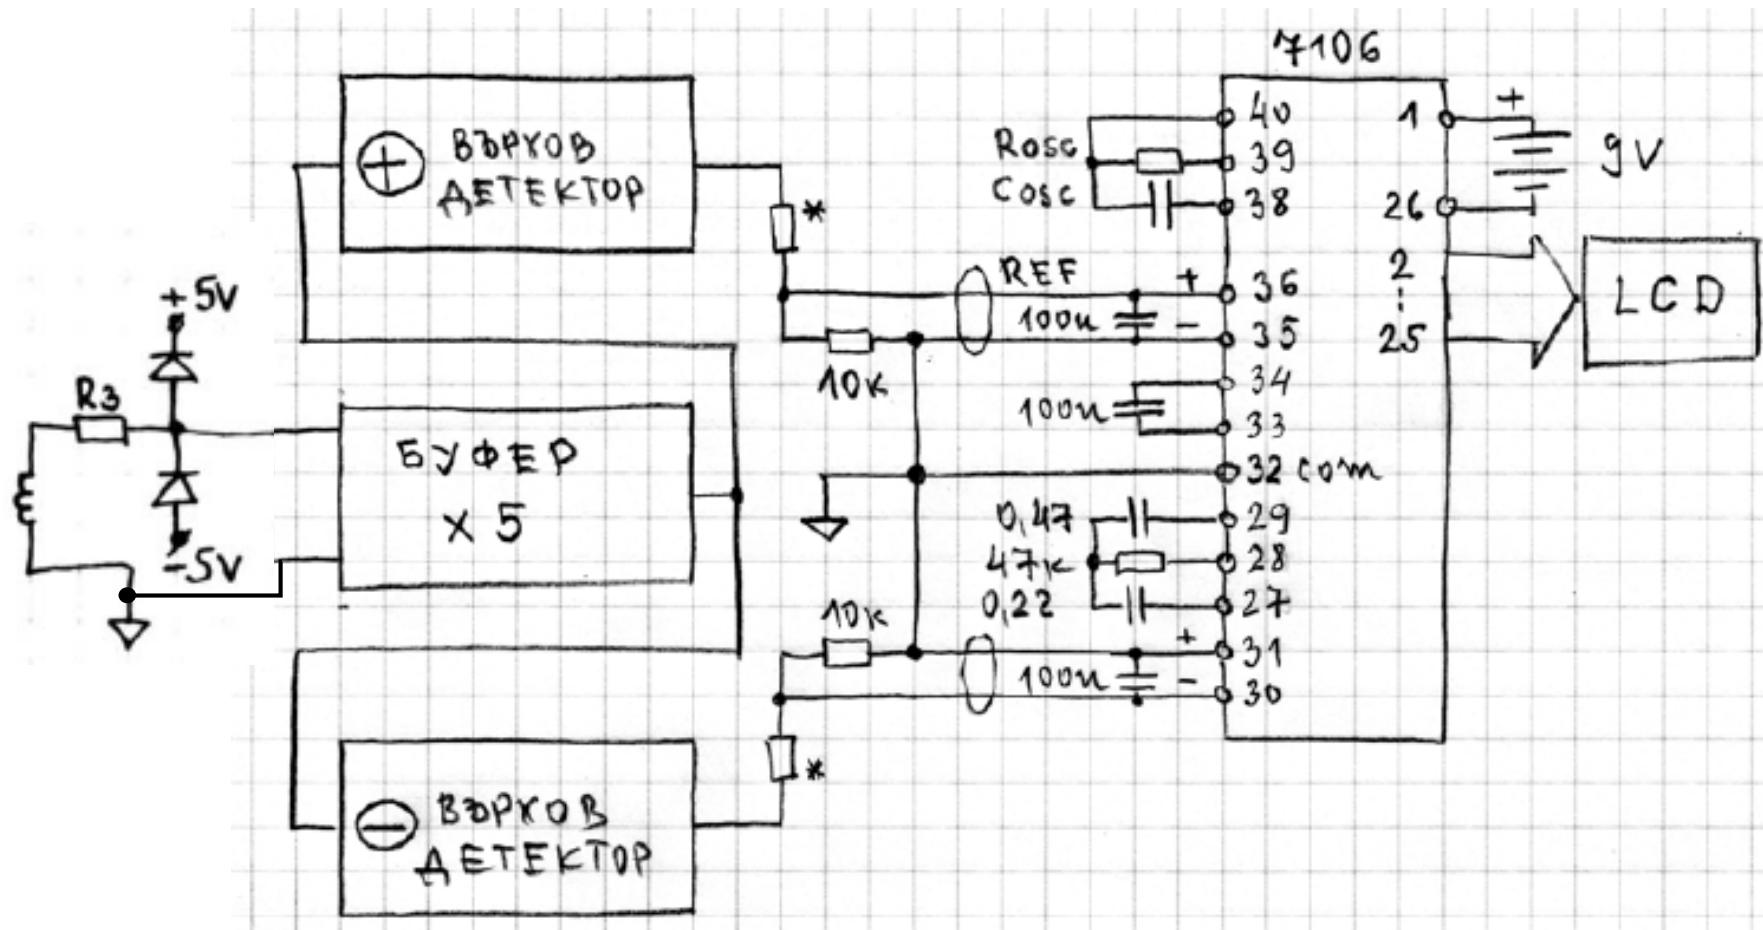 7106
⊕ ВЪРХОВ
ДЕТЕКТОР
*
+5V
R3
-5V
БУФЕР
x 5
⊖ ВЪРХОВ
ДЕТЕКТОР
*
10K
10K
Rosc
Cosc
REF
100n
100n
0,47
47K
0,22
100n
+
-
+
-
40
39
38
36
35
34
33
32 com
29
28
27
31
30
1
26
2
25
+
9V
LCD